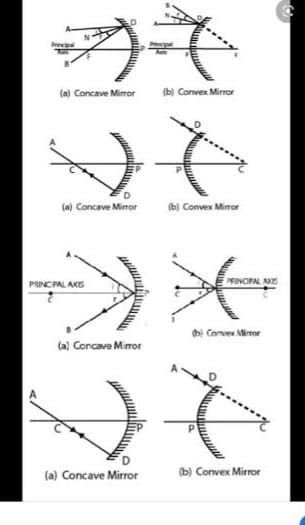 A D A B D
N N
Principal Axis P Principal Axis P F
B F
(a) Concave Mirror (b) Convex Mirror
A D
C P P C
D
(a) Concave Mirror (b) Convex Mirror
A A
PRINCIPAL AXIS P PRINCIPAL AXIS
C C C
B
(b) Convex Mirror
(a) Concave Mirror
A A D
C P P C
D
(a) Concave Mirror (b) Convex Mirror